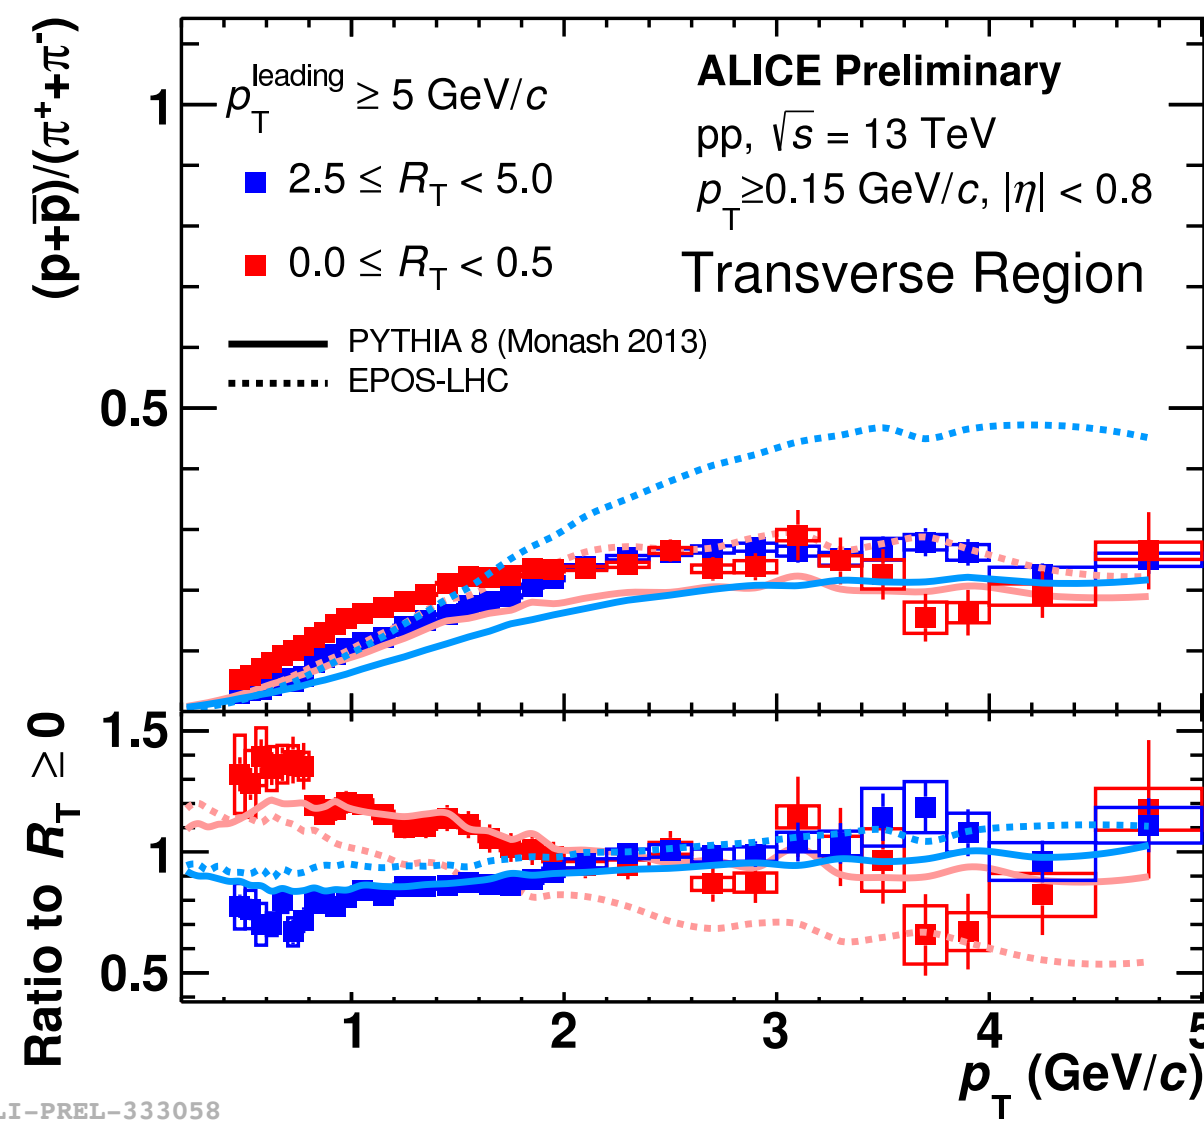 (p+p̄)/(π⁺+π⁻)
1
0.5
p_T^leading ≥ 5 GeV/c
2.5 ≤ R_T < 5.0
0.0 ≤ R_T < 0.5
PYTHIA 8 (Monash 2013)
EPOS-LHC
ALICE Preliminary
pp, √s = 13 TeV
p_T≥0.15 GeV/c, |η| < 0.8
Transverse Region
Ratio to R_T ≥ 0
1.5
1
0.5
1 2 3 4 5
p_T (GeV/c)
LI-PREL-333058